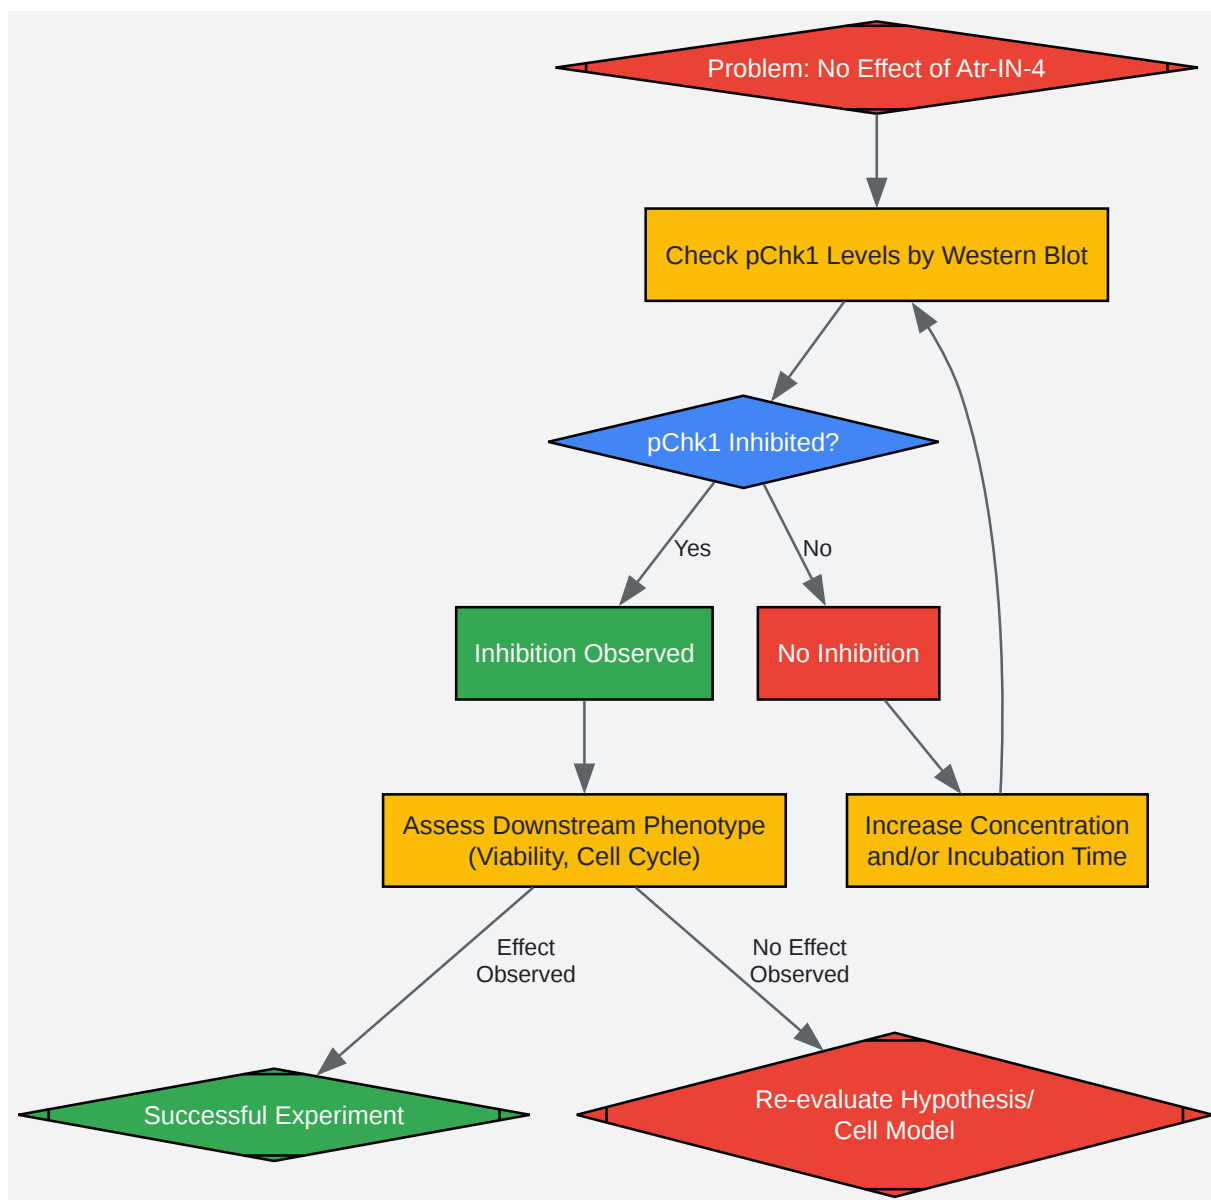 Problem: No Effect of Atr-IN-4
Check pChk1 Levels by Western Blot
pChk1 Inhibited?
Yes
No
Inhibition Observed
No Inhibition
Assess Downstream Phenotype
(Viability, Cell Cycle)
Increase Concentration
and/or Incubation Time
Effect
Observed
No Effect
Observed
Successful Experiment
Re-evaluate Hypothesis/
Cell Model